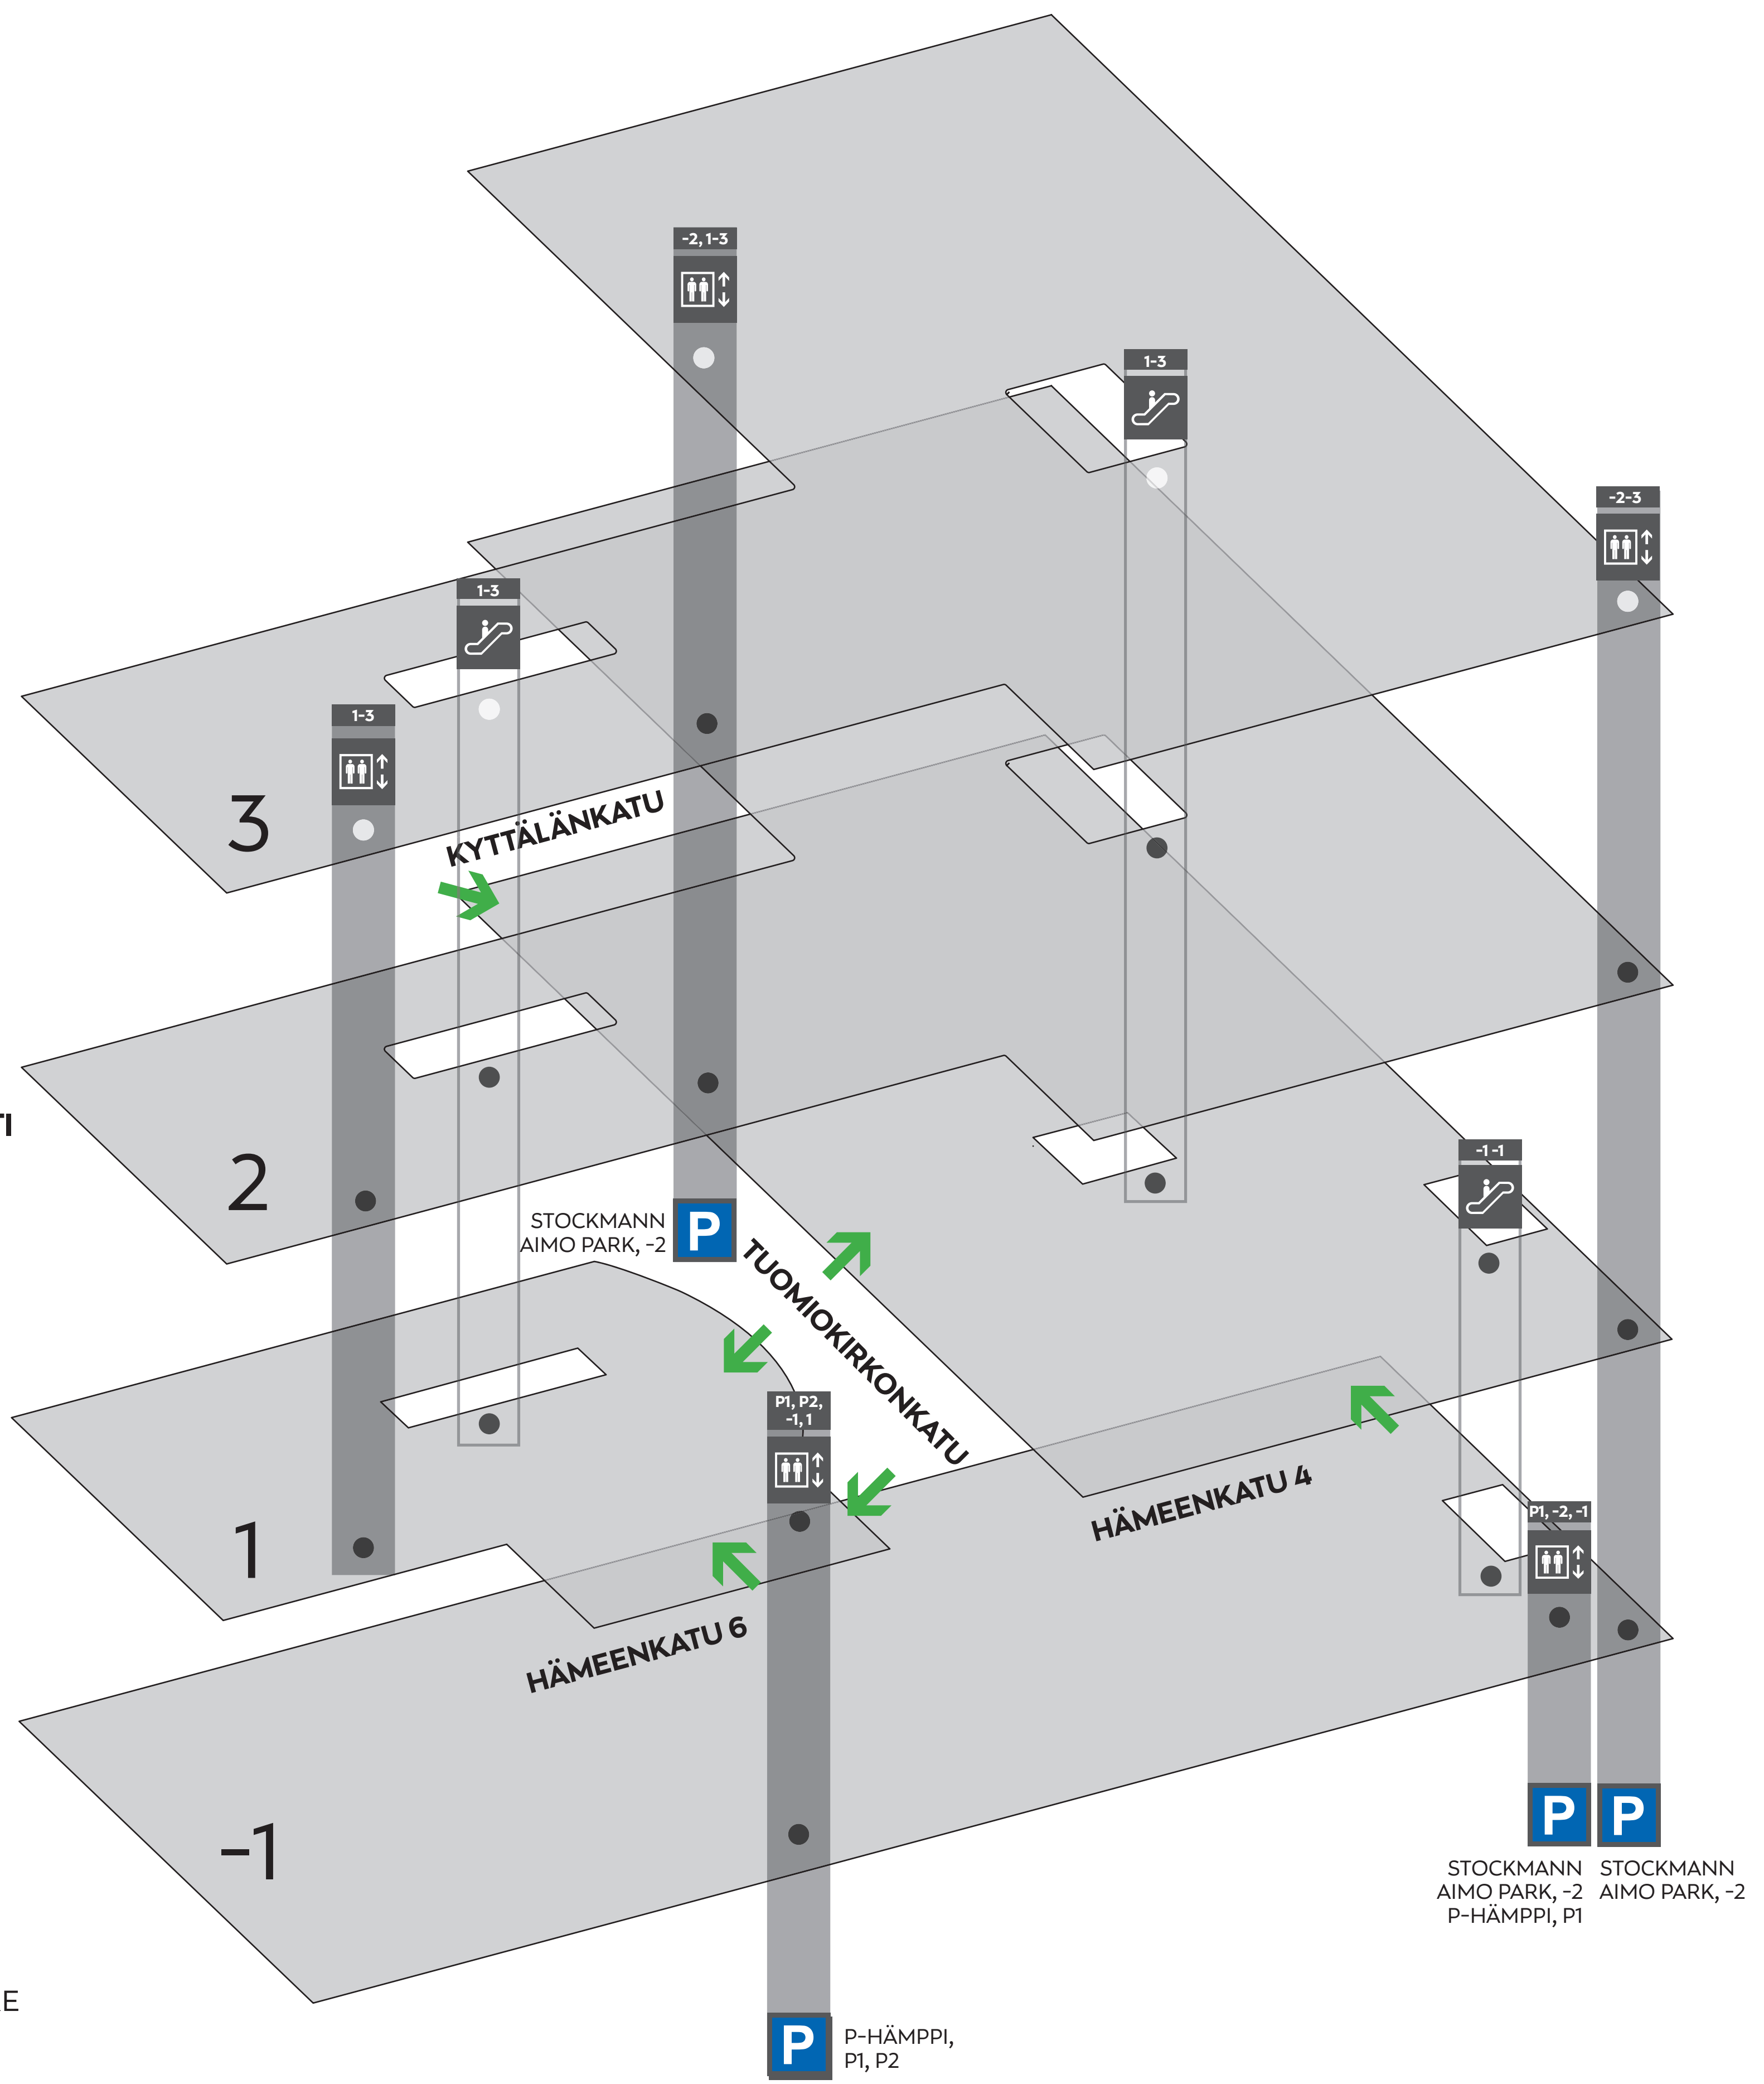 -2, 1-3
1-3
-2-3
1-3
1-3
3
KYTTÄLÄNKATU
TI
2
-1 -1
STOCKMANN
AIMO PARK, -2
P
TUOMIOKIRKONKATU
P1, P2,
-1, 1
HÄMEENKATU 4
P1, -2, -1
1
HÄMEENKATU 6
-1
P
P
STOCKMANN
AIMO PARK, -2
P-HÄMPPI, P1
STOCKMANN
AIMO PARK, -2
E
P
P-HÄMPPI,
P1, P2